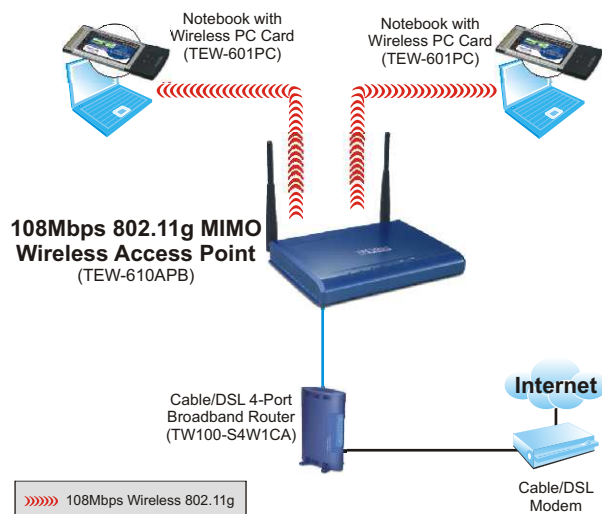 Notebook with
Wireless PC Card
(TEW-601PC)
Notebook with
Wireless PC Card
(TEW-601PC)
108Mbps 802.11g MIMO
Wireless Access Point
(TEW-610APB)
Cable/DSL 4-Port
Broadband Router
(TW100-S4W1CA)
Internet
Cable/DSL
Modem
108Mbps Wireless 802.11g